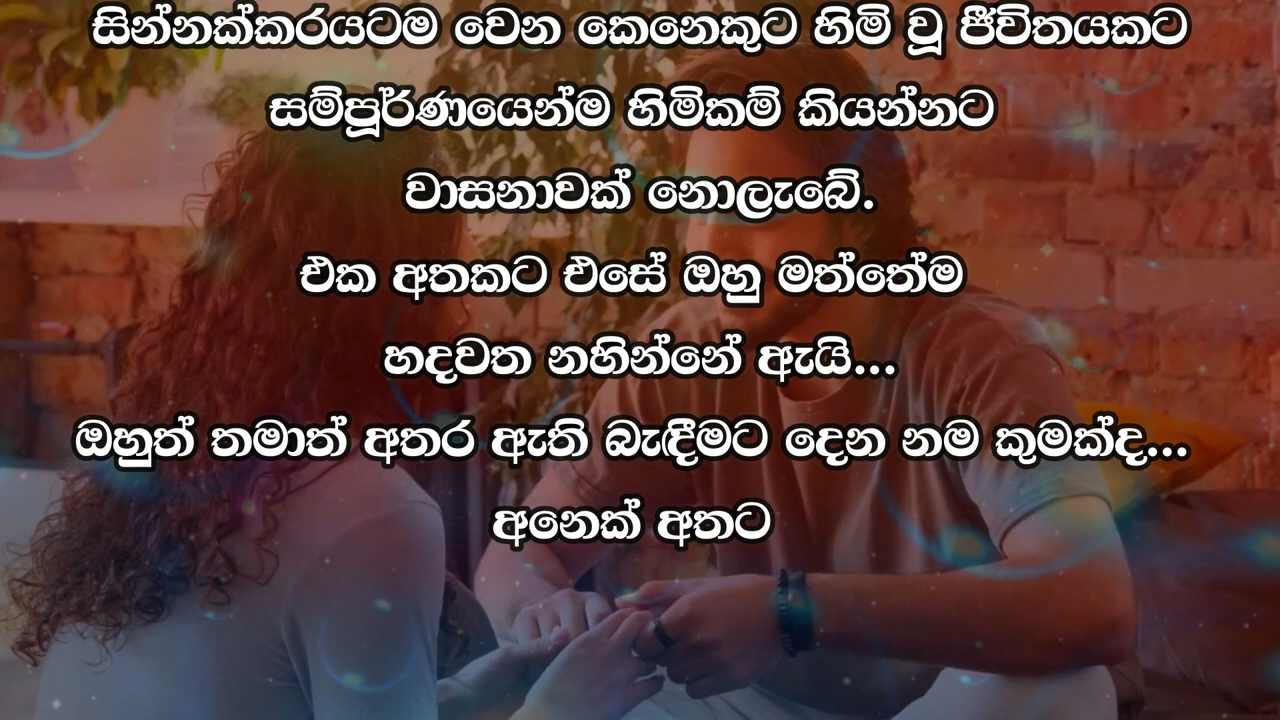 සින්නක්කරයටම වෙන කෙනෙකුට හිමි වූ ජීවිතයකට
සම්පූර්ණයෙන්ම හිමිකම් කියන්නට
වාසනාවක් නොලැබේ.
එක අතකට එසේ ඔහු මත්තේම
හදවත නහින්නේ ඇයි...
ඔහුත් තමාත් අතර ඇති බැඳීමට දෙන නම කුමක්ද...
අනෙක් අතට